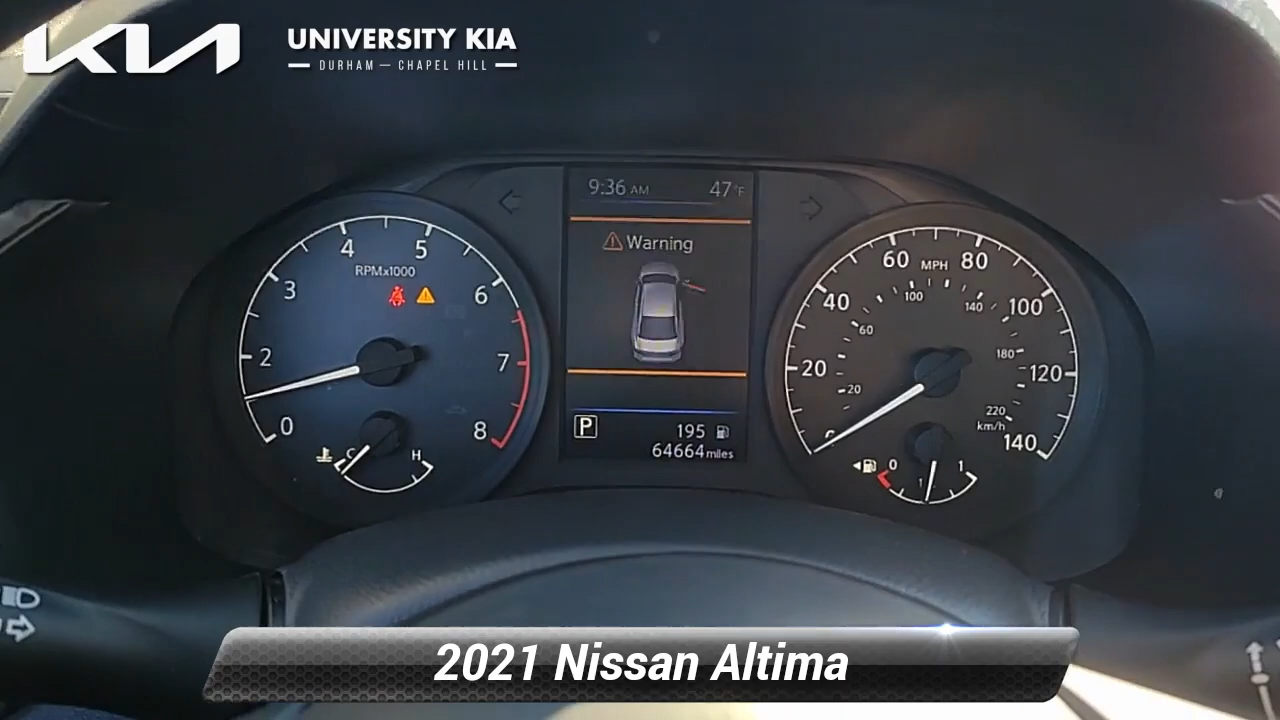 KIA UNIVERSITY KIA
DURHAM — CHAPEL HILL
9:36 AM 47°F
Warning
4 5
RPMx1000
3 6
2 7
0 8
C H
P 195
64664 miles
60 MPH 80
40 100 140 100
60 180
20 120
20 220
0 km/h 140
0 1
2021 Nissan Altima